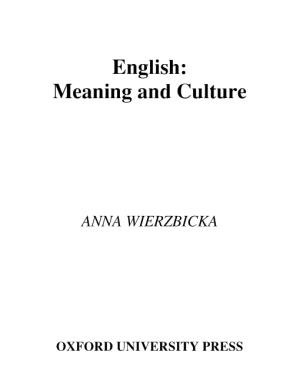 English:
Meaning and Culture
ANNA WIERZBICKA
OXFORD UNIVERSITY PRESS